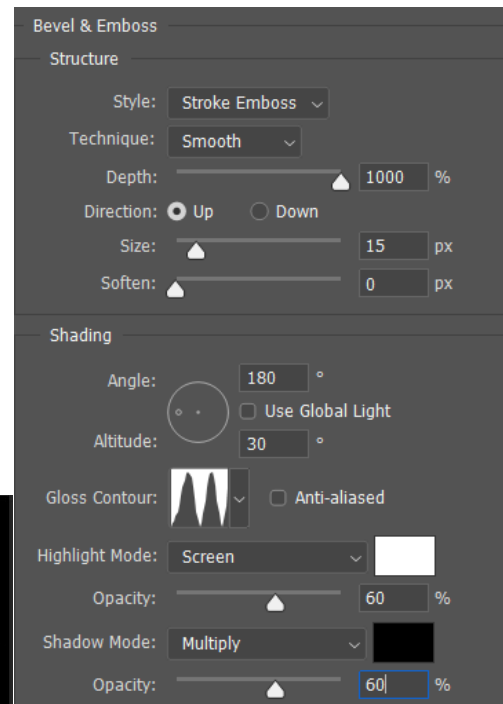 Bevel & Emboss
Structure
Style: Stroke Emboss
Technique: Smooth
Depth: 1000 %
Direction: Up Down
Size: 15 px
Soften: 0 px
Shading
Angle: 180 °
Use Global Light
Altitude: 30 °
Gloss Contour: Anti-aliased
Highlight Mode: Screen
Opacity: 60 %
Shadow Mode: Multiply
Opacity: 60 %